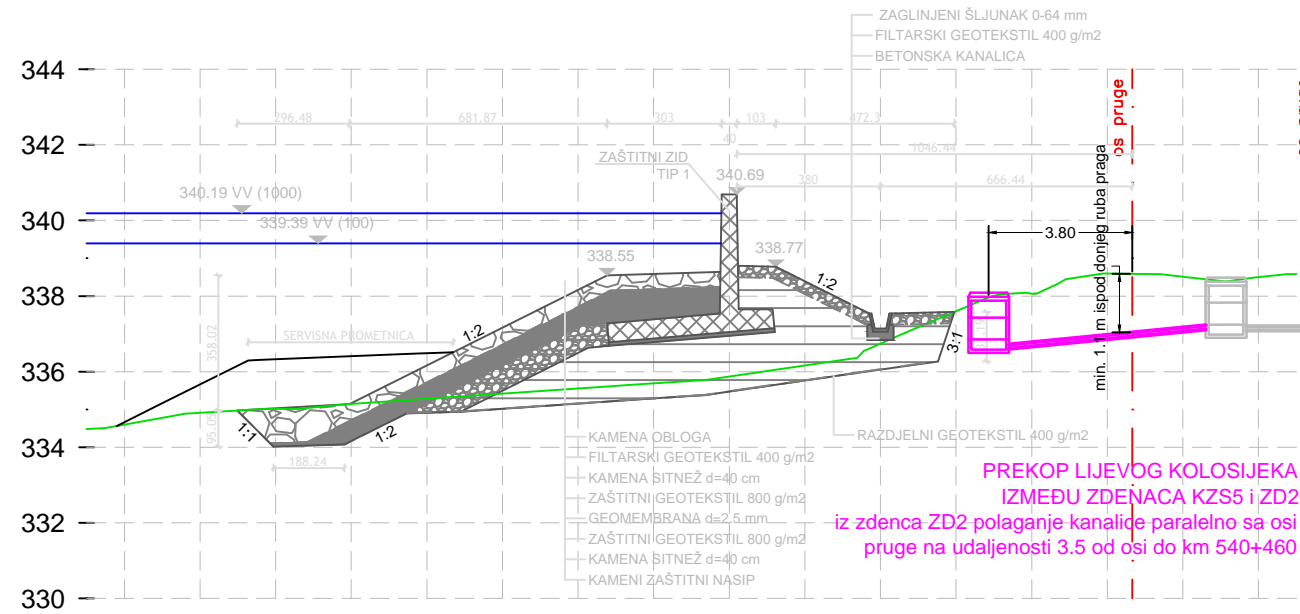 ZAGLINJENI ŠLJUNAK 0-64 mm
FILTARSKI GEOTEKSTIL 400 g/m2
BETONSKA KANALICA
344
342
340
338
336
334
332
330
296.48
681.87
303
40
103
472.3
1046.44
380
666.44
os pruge
ZAŠTITNI ZID
TIP 1
340.69
340.19 VV (1000)
339.39 VV (100)
338.55
338.77
3.80
min. 1.1 m ispod donjeg ruba praga
1:2
1:2
3:1
358.02
SERVISNA PROMETNICA
95.05
1:1
1:2
188.24
KAMENA OBLOGA
FILTARSKI GEOTEKSTIL 400 g/m2
KAMENA SITNEŽ d=40 cm
ZAŠTITNI GEOTEKSTIL 800 g/m2
GEOMEMBRANA d=2,5 mm
ZAŠTITNI GEOTEKSTIL 800 g/m2
KAMENA SITNEŽ d=40 cm
KAMENI ZAŠTITNI NASIP
RAZDJELNI GEOTEKSTIL 400 g/m2
PREKOP LIJEVOG KOLOSIJEKA
IZMEĐU ZDENACA KZS5 i ZD2
iz zdenca ZD2 polaganje kanalice paralelno sa osi
pruge na udaljenosti 3.5 od osi do km 540+460